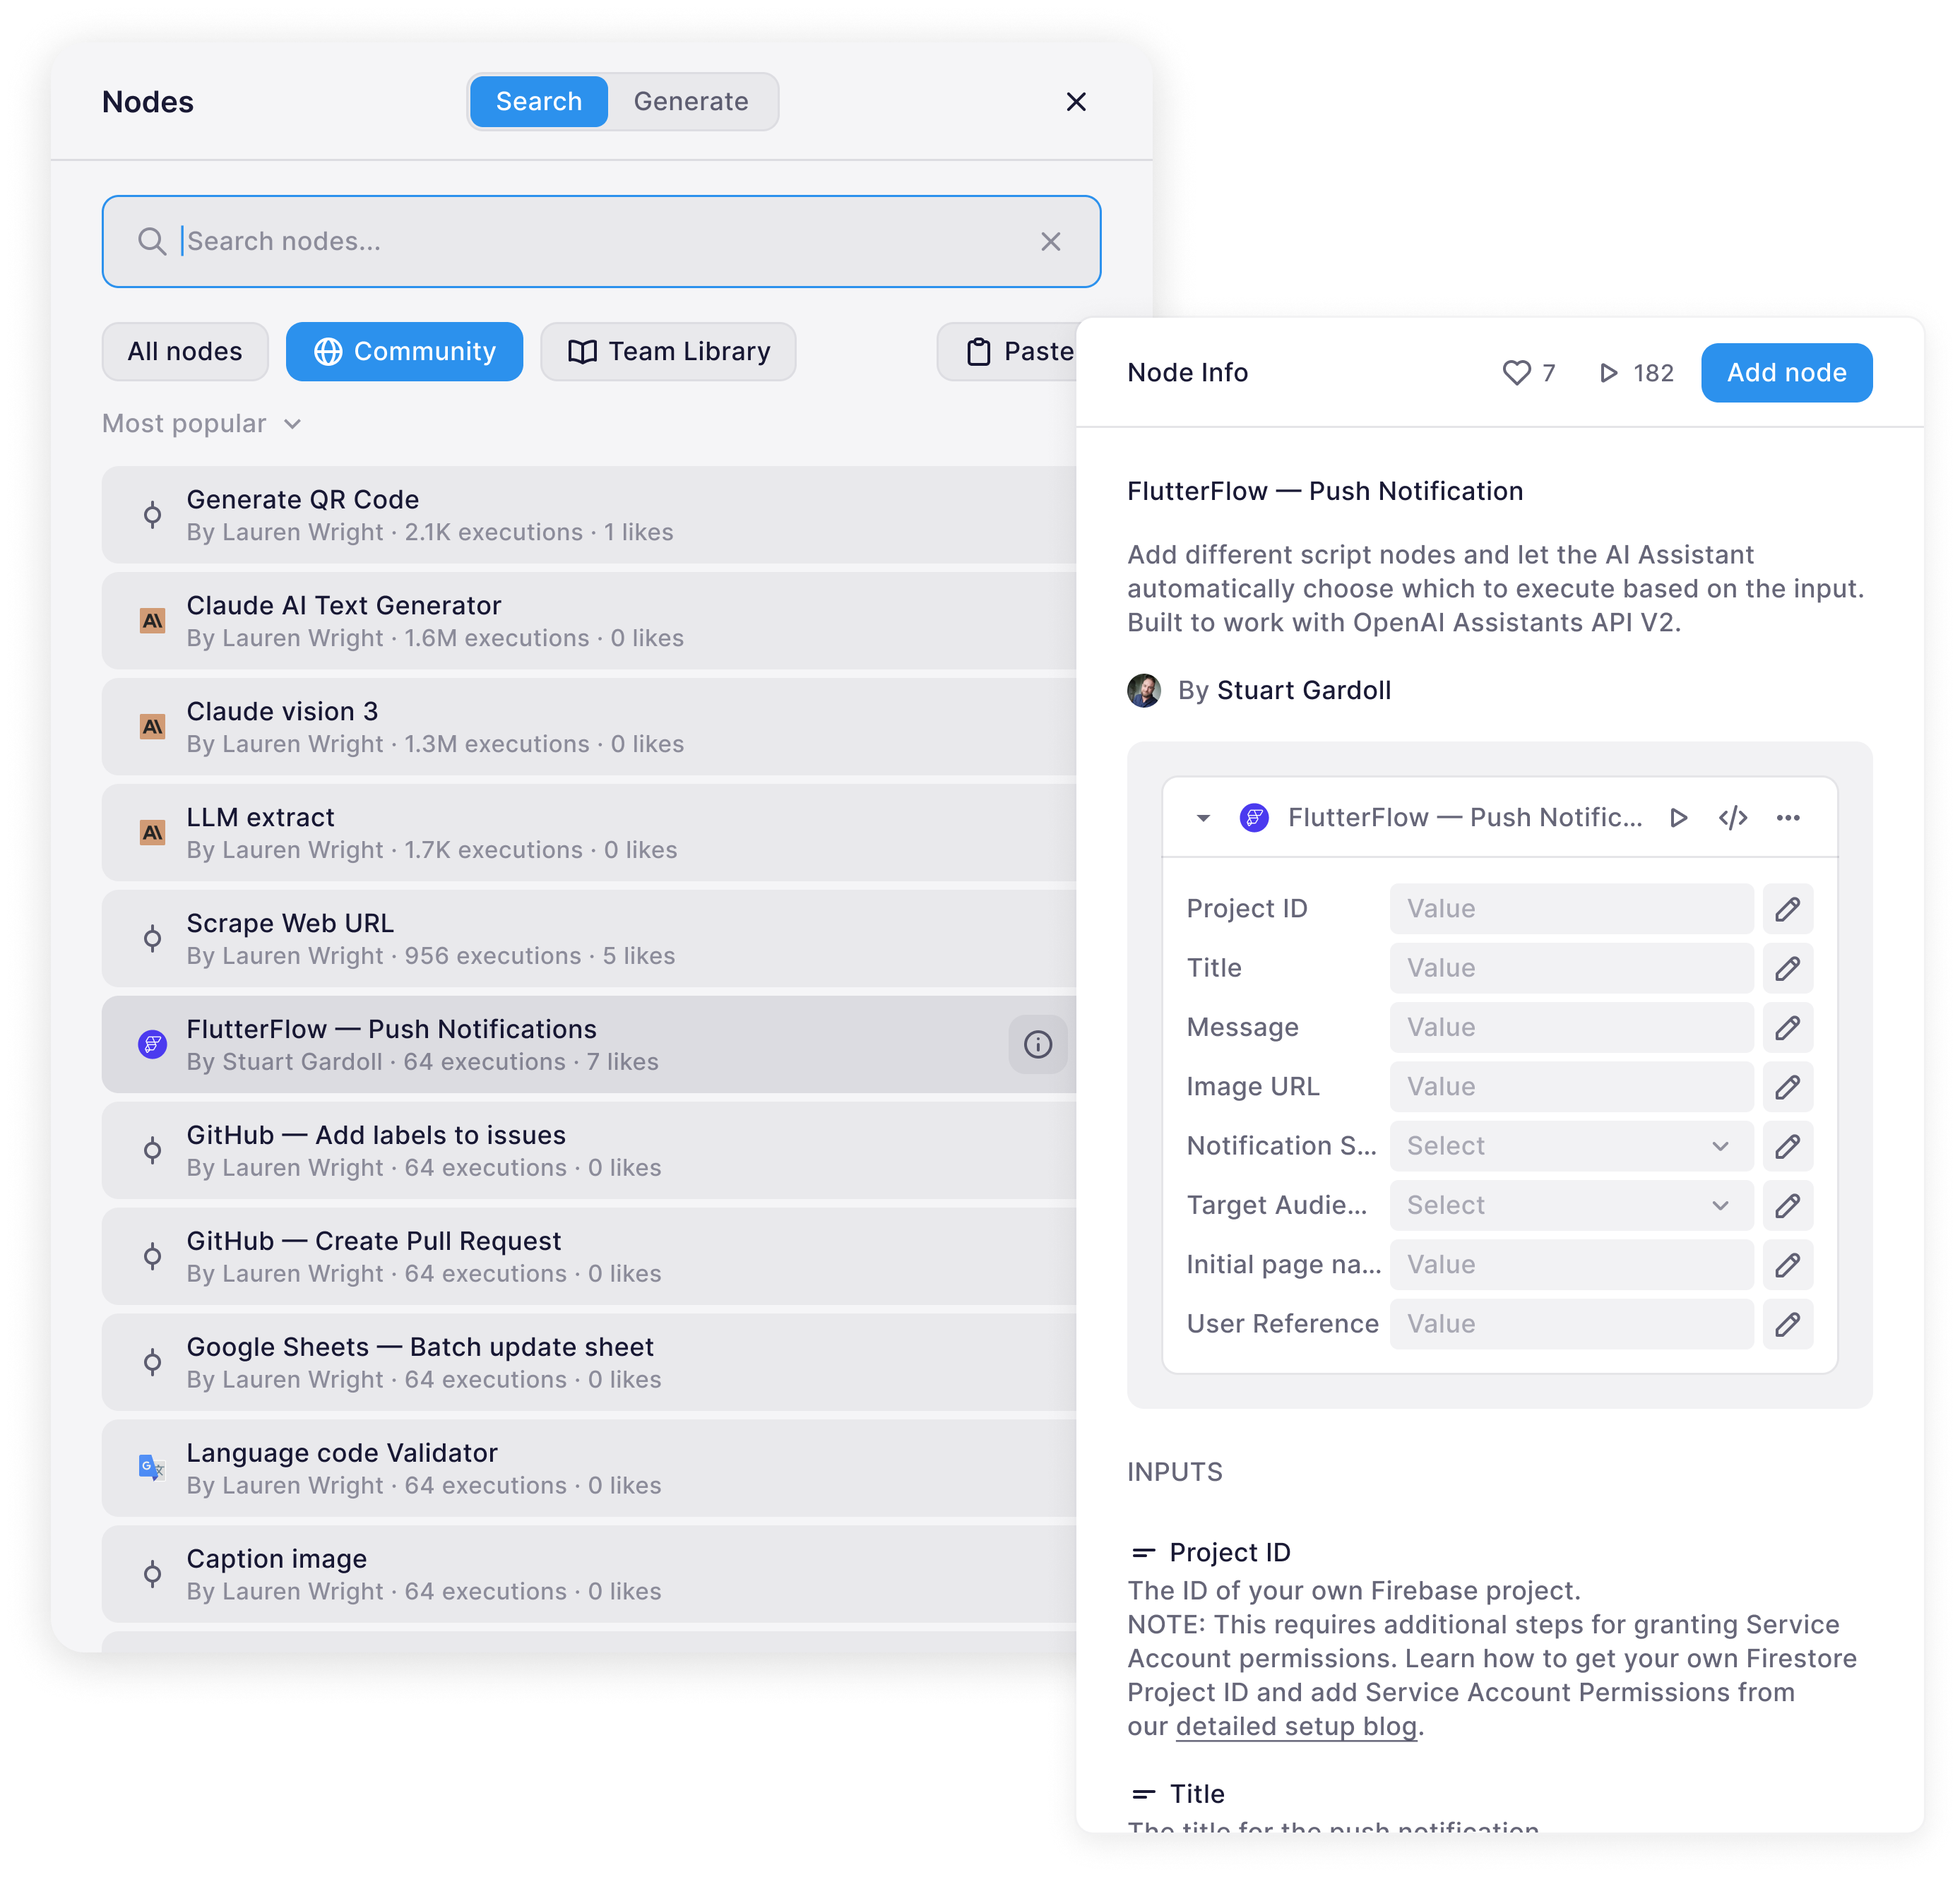 Nodes
Search
Generate
Search nodes...
All nodes
Community
Team Library
Paste
Most popular
Generate QR Code
By Lauren Wright · 2.1K executions · 1 likes
Claude AI Text Generator
By Lauren Wright · 1.6M executions · 0 likes
Claude vision 3
By Lauren Wright · 1.3M executions · 0 likes
LLM extract
By Lauren Wright · 1.7K executions · 0 likes
Scrape Web URL
By Lauren Wright · 956 executions · 5 likes
FlutterFlow — Push Notifications
By Stuart Gardoll · 64 executions · 7 likes
GitHub — Add labels to issues
By Lauren Wright · 64 executions · 0 likes
GitHub — Create Pull Request
By Lauren Wright · 64 executions · 0 likes
Google Sheets — Batch update sheet
By Lauren Wright · 64 executions · 0 likes
Language code Validator
By Lauren Wright · 64 executions · 0 likes
Caption image
By Lauren Wright · 64 executions · 0 likes
Node Info
7
182
Add node
FlutterFlow — Push Notification
Add different script nodes and let the AI Assistant
automatically choose which to execute based on the input.
Built to work with OpenAI Assistants API V2.
By Stuart Gardoll
FlutterFlow — Push Notific...
Project ID Value
Title Value
Message Value
Image URL Value
Notification S... Select
Target Audie... Select
Initial page na... Value
User Reference Value
INPUTS
Project ID
The ID of your own Firebase project.
NOTE: This requires additional steps for granting Service
Account permissions. Learn how to get your own Firestore
Project ID and add Service Account Permissions from
our detailed setup blog.
Title
The title for the push notification